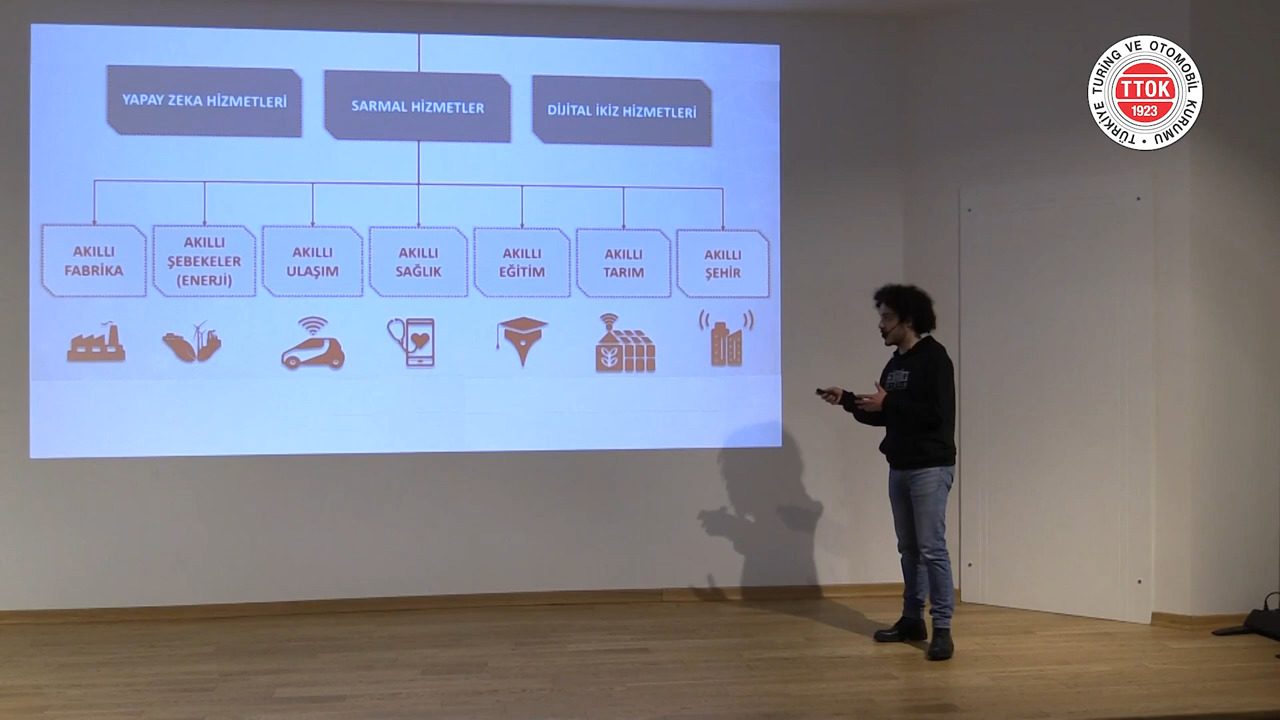 YAPAY ZEKA HİZMETLERİ
SARMAL HİZMETLER
DİJİTAL İKİZ HİZMETLERİ
AKILLI
FABRİKA
AKILLI
ŞEBEKELER
(ENERJİ)
AKILLI
ULAŞIM
AKILLI
SAĞLIK
AKILLI
EĞİTİM
AKILLI
TARIM
AKILLI
ŞEHİR
TÜRKİYE TURİNG VE OTOMOBİL KURUMU
TTOK
1923